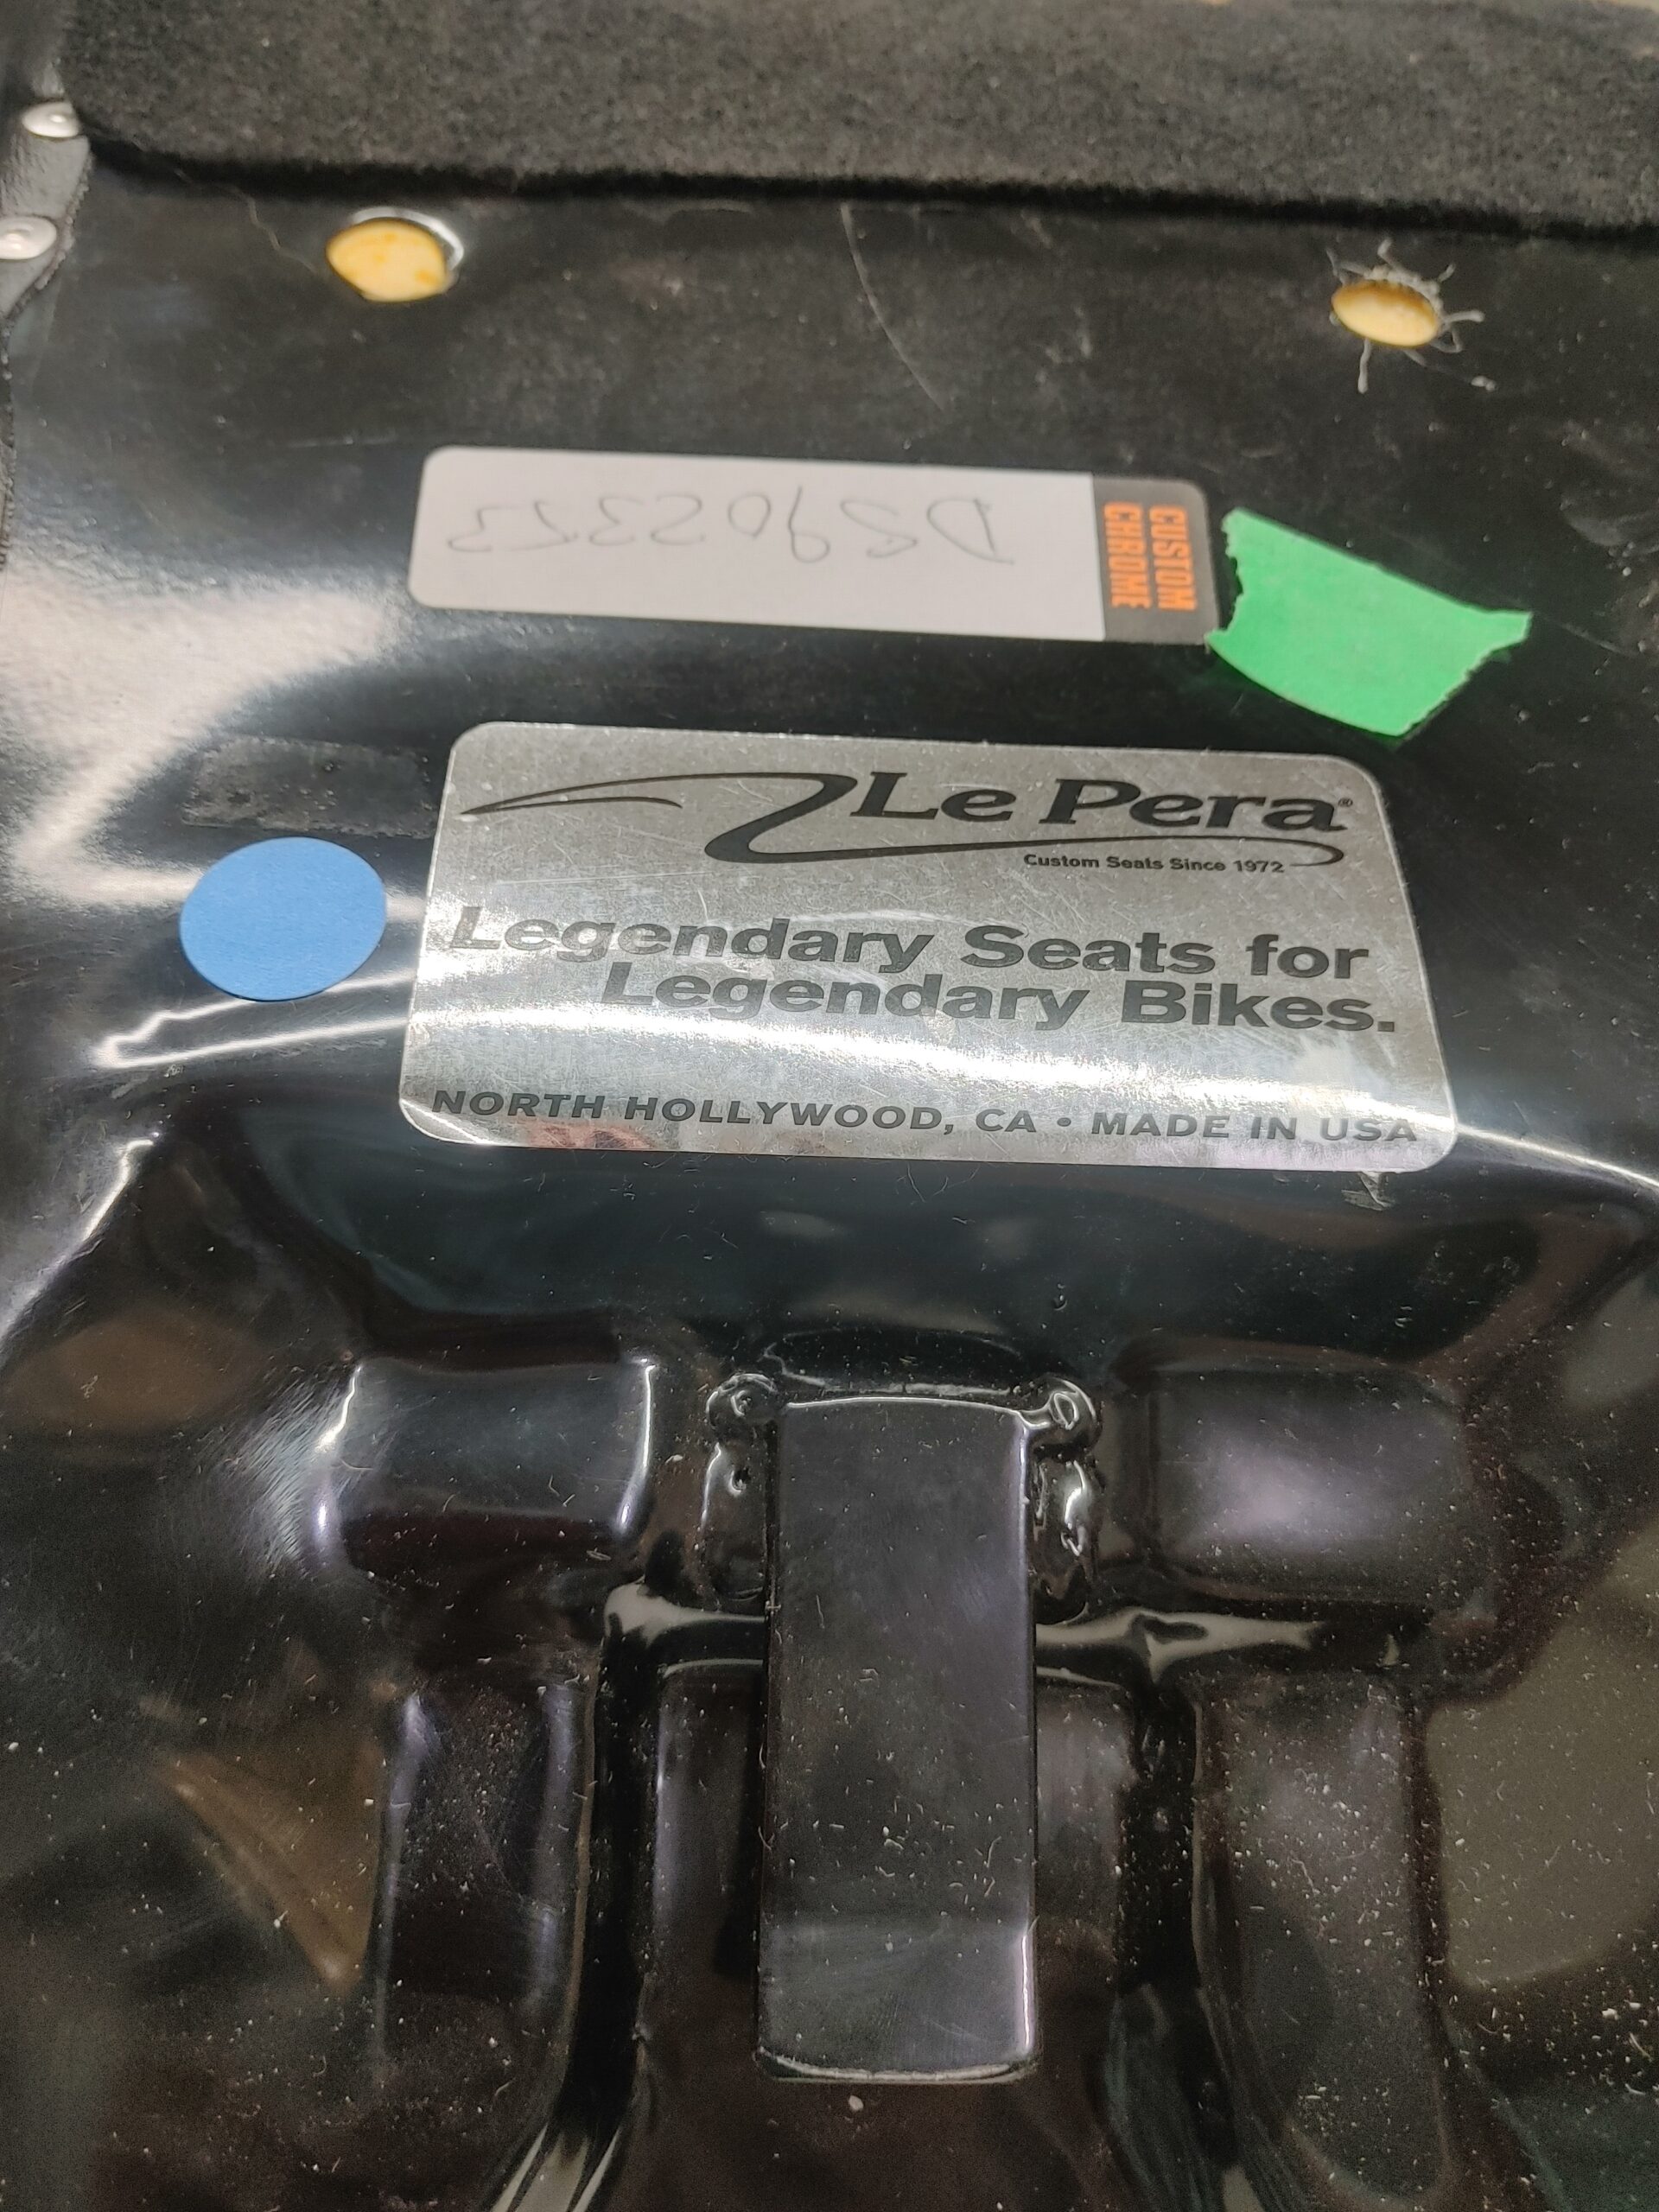 DS905353
CUSTOM
CHROME
Le Pera®
Custom Seats Since 1972
Legendary Seats for
Legendary Bikes.
NORTH HOLLYWOOD, CA • MADE IN USA